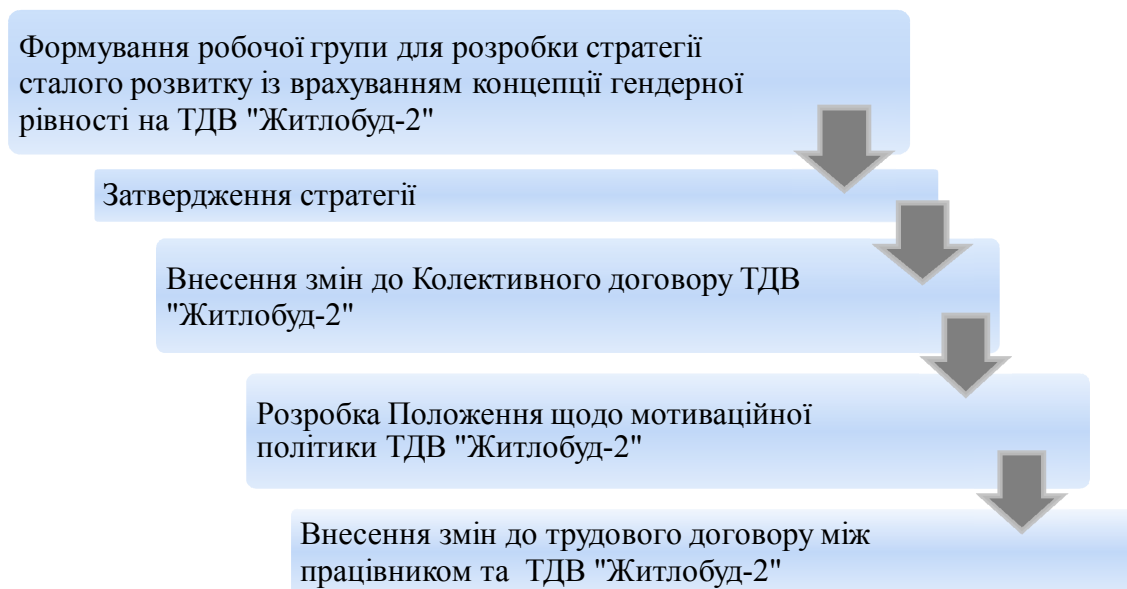 Формування робочої групи для розробки стратегії
сталого розвитку із врахуванням концепції гендерної
рівності на ТДВ "Житлобуд-2"
Затвердження стратегії
Внесення змін до Колективного договору ТДВ
"Житлобуд-2"
Розробка Положення щодо мотиваційної
політики ТДВ "Житлобуд-2"
Внесення змін до трудового договору між
працівником та ТДВ "Житлобуд-2"